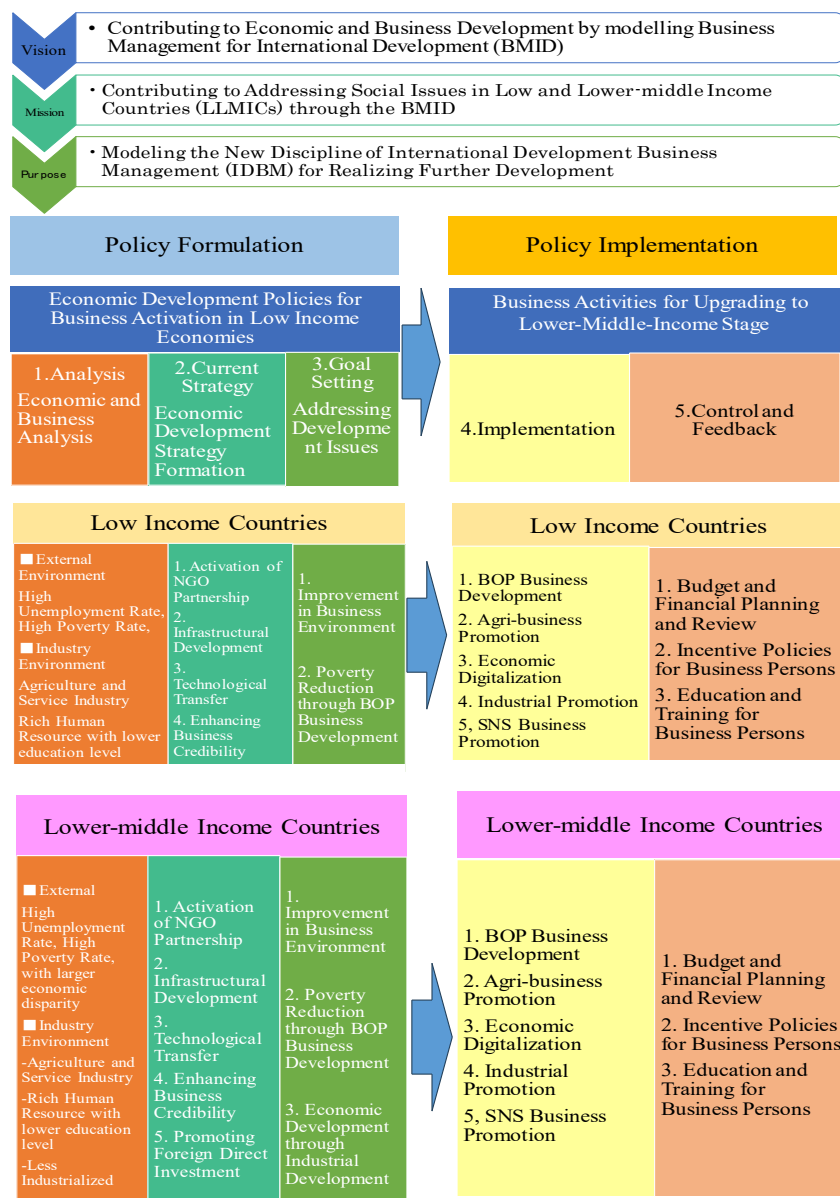 Vision
• Contributing to Economic and Business Development by modelling Business
Management for International Development (BMID)
Mission
• Contributing to Addressing Social Issues in Low and Lower-middle Income
Countries (LLMICs) through the BMID
Purpose
• Modeling the New Discipline of International Development Business
Management (IDBM) for Realizing Further Development
Policy Formulation
Policy Implementation
Economic Development Policies for
Business Activation in Low Income
Economies
Business Activities for Upgrading to
Lower-Middle-Income Stage
1.Analysis
Economic and
Business
Analysis
2.Current
Strategy
Economic
Development
Strategy
Formation
3.Goal
Setting
Addressing
Developme
nt Issues
4.Implementation
5.Control and
Feedback
Low Income Countries
■ External
Environment
High
Unemployment Rate,
High Poverty Rate,
■ Industry
Environment
Agriculture and
Service Industry
Rich Human
Resource with lower
education level
1. Activation of
NGO
Partnership
2.
Infrastructural
Development
3.
Technological
Transfer
4. Enhancing
Business
Credibility
1.
Improvement
in Business
Environment
2. Poverty
Reduction
through BOP
Business
Development
Low Income Countries
1. BOP Business
Development
2. Agri-business
Promotion
3. Economic
Digitalization
4. Industrial Promotion
5, SNS Business
Promotion
1. Budget and
Financial Planning
and Review
2. Incentive Policies
for Business Persons
3. Education and
Training for
Business Persons
Lower-middle Income Countries
■ External
High
Unemployment
Rate, High
Poverty Rate,
with larger
economic
disparity
■ Industry
Environment
-Agriculture and
Service Industry
-Rich Human
Resource with
lower education
level
-Less
Industrialized
1. Activation
of NGO
Partnership
2.
Infrastructural
Development
3.
Technological
Transfer
4. Enhancing
Business
Credibility
5. Promoting
Foreign Direct
Investment
1.
Improvement
in Business
Environment
2. Poverty
Reduction
through BOP
Business
Development
3. Economic
Development
through
Industrial
Development
Lower-middle Income Countries
1. BOP Business
Development
2. Agri-business
Promotion
3. Economic
Digitalization
4. Industrial
Promotion
5, SNS Business
Promotion
1. Budget and
Financial Planning
and Review
2. Incentive Policies
for Business Persons
3. Education and
Training for
Business Persons